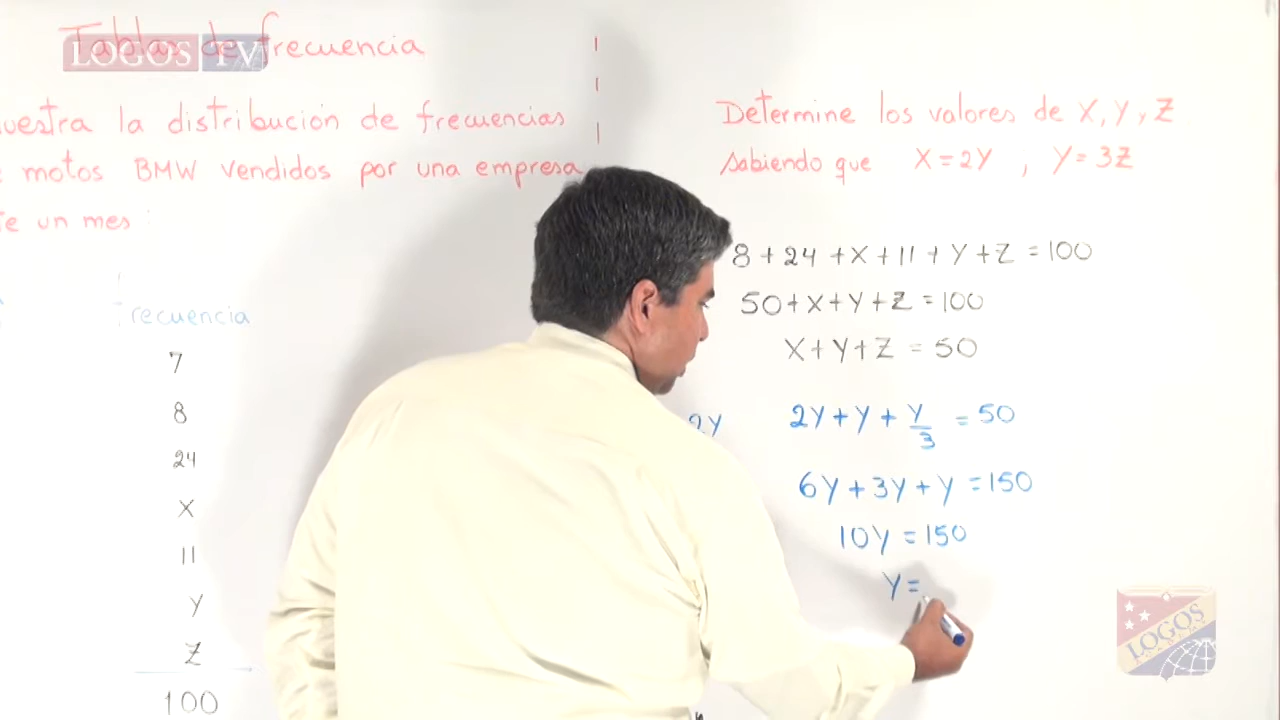 Tablas de frecuencia
LOGOS TV
uestra la distribución de frecuencias
motos BMW vendidos por una empresa
un mes:
recuencia
7
8
24
X
11
Y
Z
100
Determine los valores de X, Y, Z
sabiendo que X = 2Y , Y = 3Z
8 + 24 + X + 11 + Y + Z = 100
50 + X + Y + Z = 100
X + Y + Z = 50
2Y
2Y + Y + Y/3 = 50
6Y + 3Y + Y = 150
10Y = 150
Y =
LOGOS